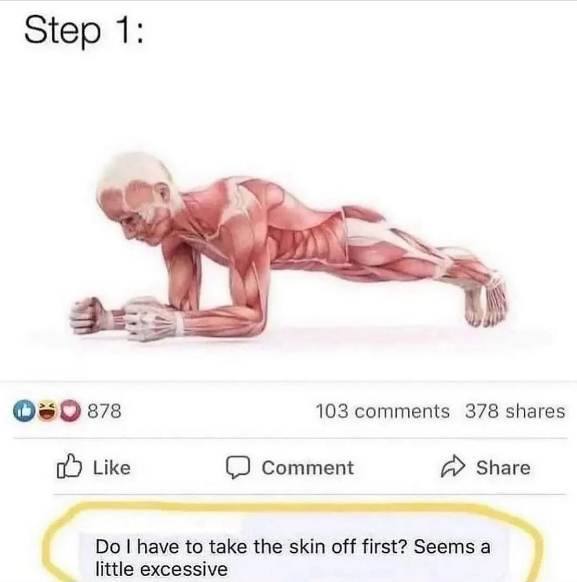 Step 1:
878
103 comments 378 shares
Like
Comment
Share
Do I have to take the skin off first? Seems a
little excessive